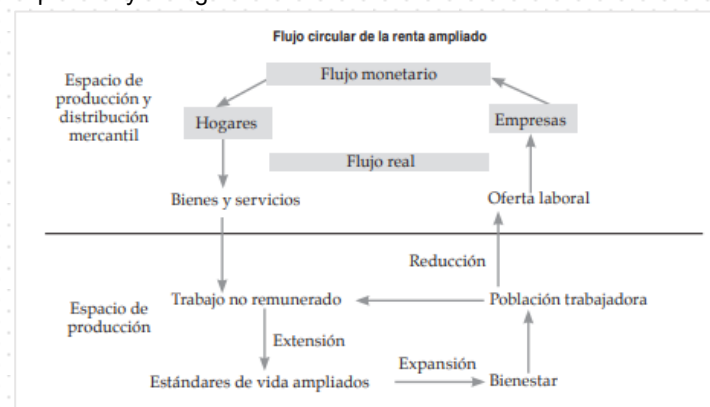 Flujo circular de la renta ampliado
Flujo monetario
Espacio de
producción y
distribución
mercantil
Hogares
Empresas
Flujo real
Bienes y servicios
Oferta laboral
Reducción
Espacio de
producción
Trabajo no remunerado
Población trabajadora
Extensión
Expansión
Estándares de vida ampliados
Bienestar